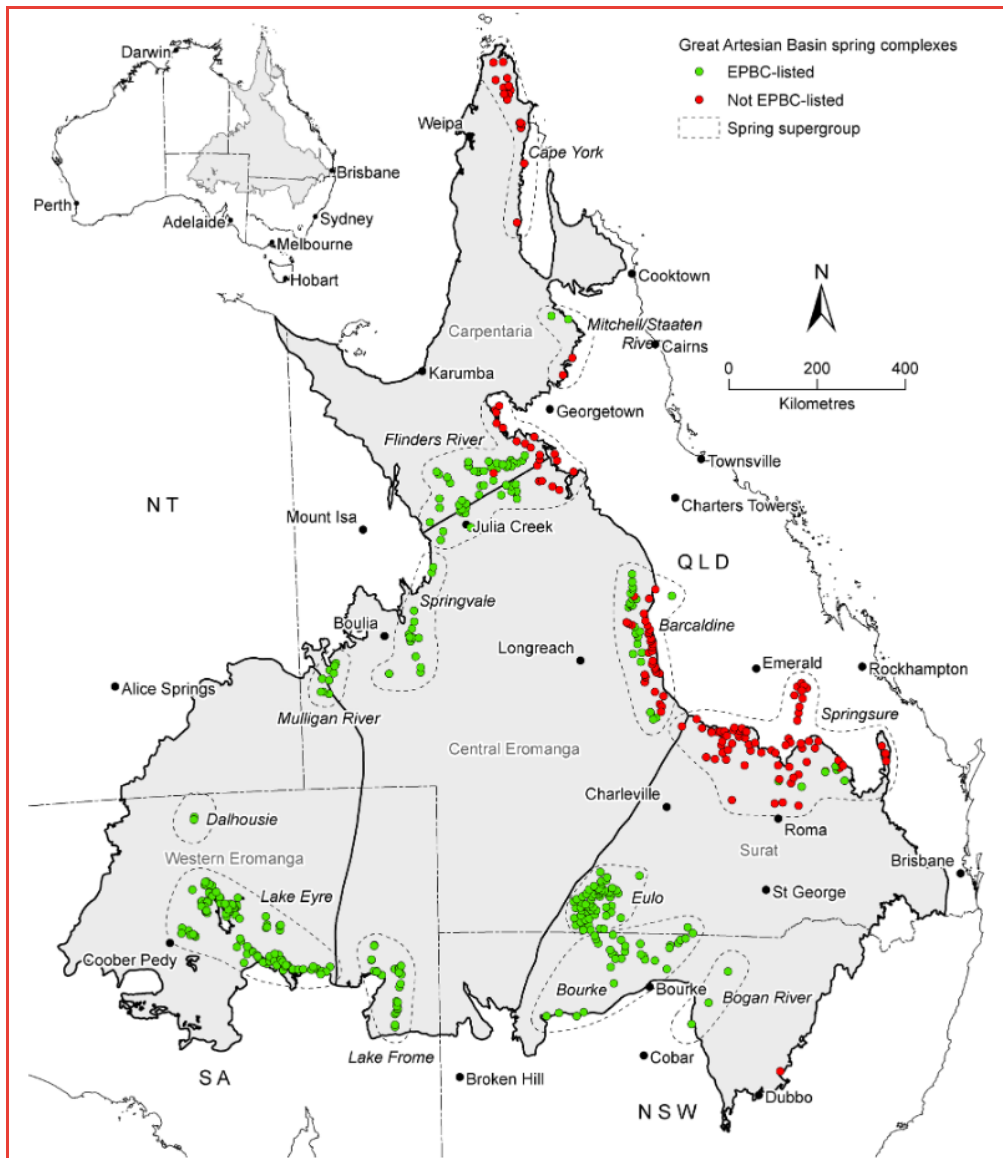 Darwin
Perth
Adelaide
Melbourne
Hobart
Sydney
Brisbane
Great Artesian Basin spring complexes
EPBC-listed
Not EPBC-listed
Spring supergroup
Weipa
Cape York
Cooktown
N
Carpentaria
Mitchell/Staaten
River
Cairns
0 200 400
Kilometres
Karumba
Georgetown
Flinders River
Townsville
NT
Mount Isa
Julia Creek
Charters Towers
QLD
Springvale
Boulia
Barcaldine
Longreach
Emerald
Rockhampton
Alice Springs
Mulligan River
Springsure
Central Eromanga
Charleville
Dalhousie
Roma
Western Eromanga
Surat
Brisbane
Lake Eyre
Eulo
St George
Coober Pedy
Bourke
Bourke
Bogan River
Lake Frome
Cobar
SA
Broken Hill
NSW
Dubbo